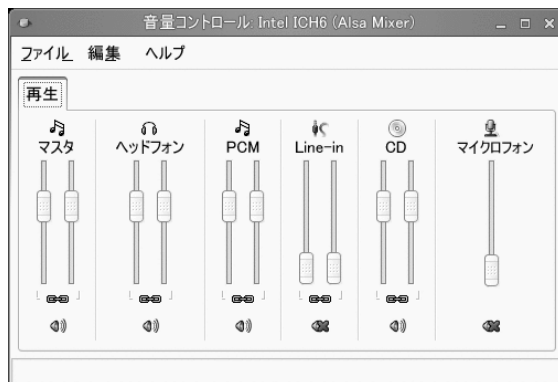 音量コントロール: Intel ICH6 (Alsa Mixer)
ファイル 編集 ヘルプ
再生
マスタ ヘッドフォン PCM Line-in CD マイクロフォン